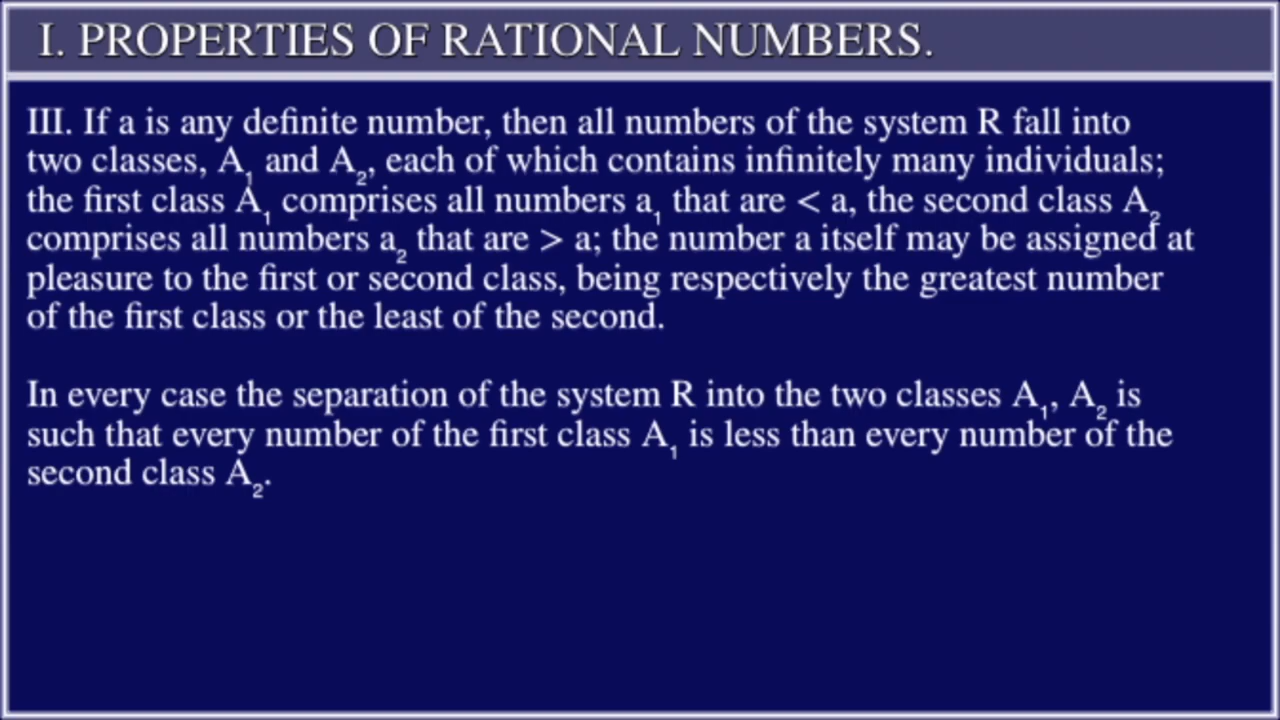 I. PROPERTIES OF RATIONAL NUMBERS.
III. If a is any definite number, then all numbers of the system R fall into
two classes, A₁ and A₂, each of which contains infinitely many individuals;
the first class A₁ comprises all numbers a₁ that are < a, the second class A₂
comprises all numbers a₂ that are > a; the number a itself may be assigned at
pleasure to the first or second class, being respectively the greatest number
of the first class or the least of the second.
In every case the separation of the system R into the two classes A₁, A₂ is
such that every number of the first class A₁ is less than every number of the
second class A₂.